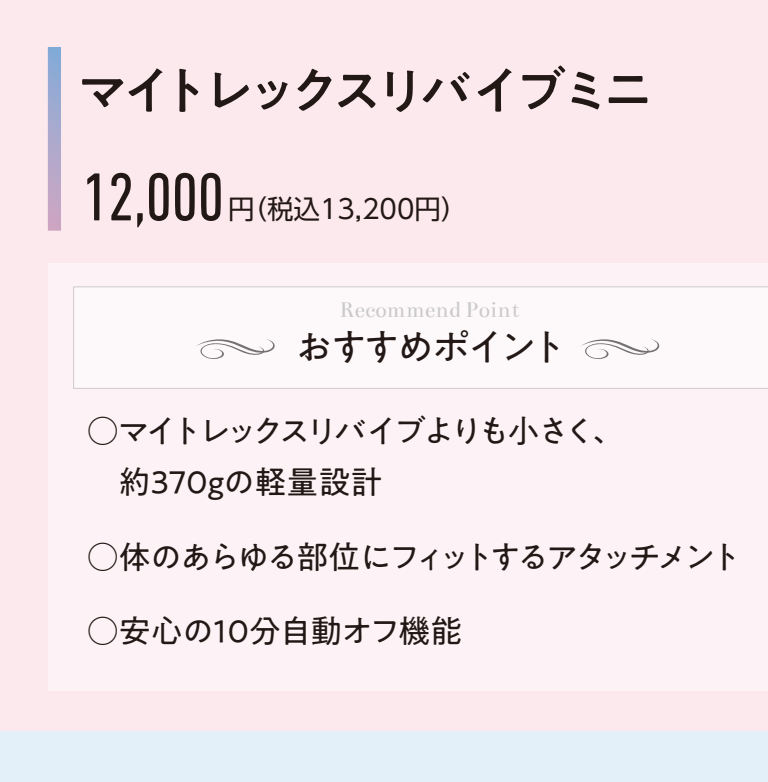 マイトレックスリバイブミニ
12,000円(税込13,200円)
Recommend Point
おすすめポイント
◯マイトレックスリバイブよりも小さく、
約370gの軽量設計
◯体のあらゆる部位にフィットするアタッチメント
◯安心の10分自動オフ機能